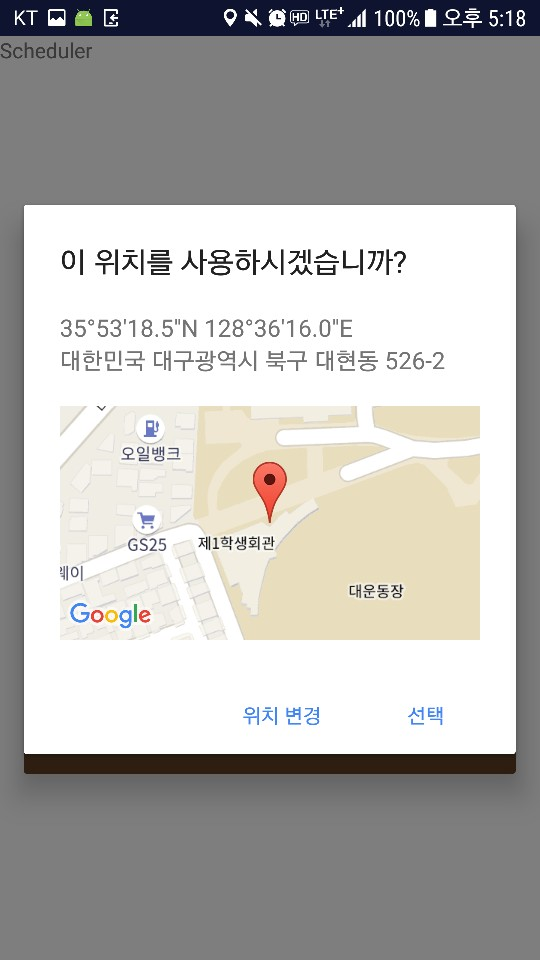 KT HD LTE+ 100% 오후 5:18
Scheduler
이 위치를 사용하시겠습니까?
35°53'18.5"N 128°36'16.0"E
대한민국 대구광역시 북구 대현동 526-2
오일뱅크
GS25
제1학생회관
웨이
대운동장
Google
위치 변경 선택